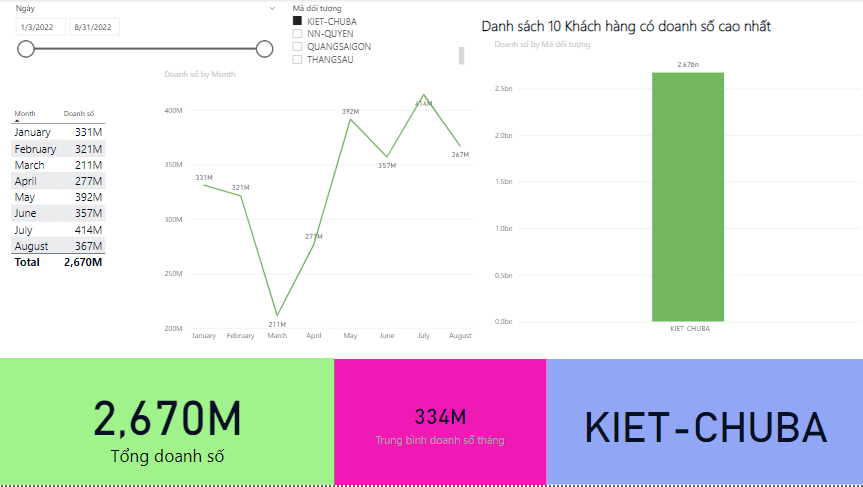 Ngày
1/3/2022 8/31/2022
Mã đối tượng
KIET-CHUBA
NN-QUYEN
QUANGSAIGON
THANGSAU
Danh sách 10 Khách hàng có doanh số cao nhất
Doanh số by Mã đối tượng
Month Doanh số
January 331M
February 321M
March 211M
April 277M
May 392M
June 357M
July 414M
August 367M
Total 2,670M
Doanh số by Month
400M
350M
300M
250M
200M
331M
321M
211M
277M
392M
357M
414M
367M
January February March April May June July August
2.67bn
2.5bn
2.0bn
1.5bn
1.0bn
0.5bn
0.0bn
KIET-CHUBA
2,670M
Tổng doanh số
334M
Trung bình doanh số tháng
KIET-CHUBA